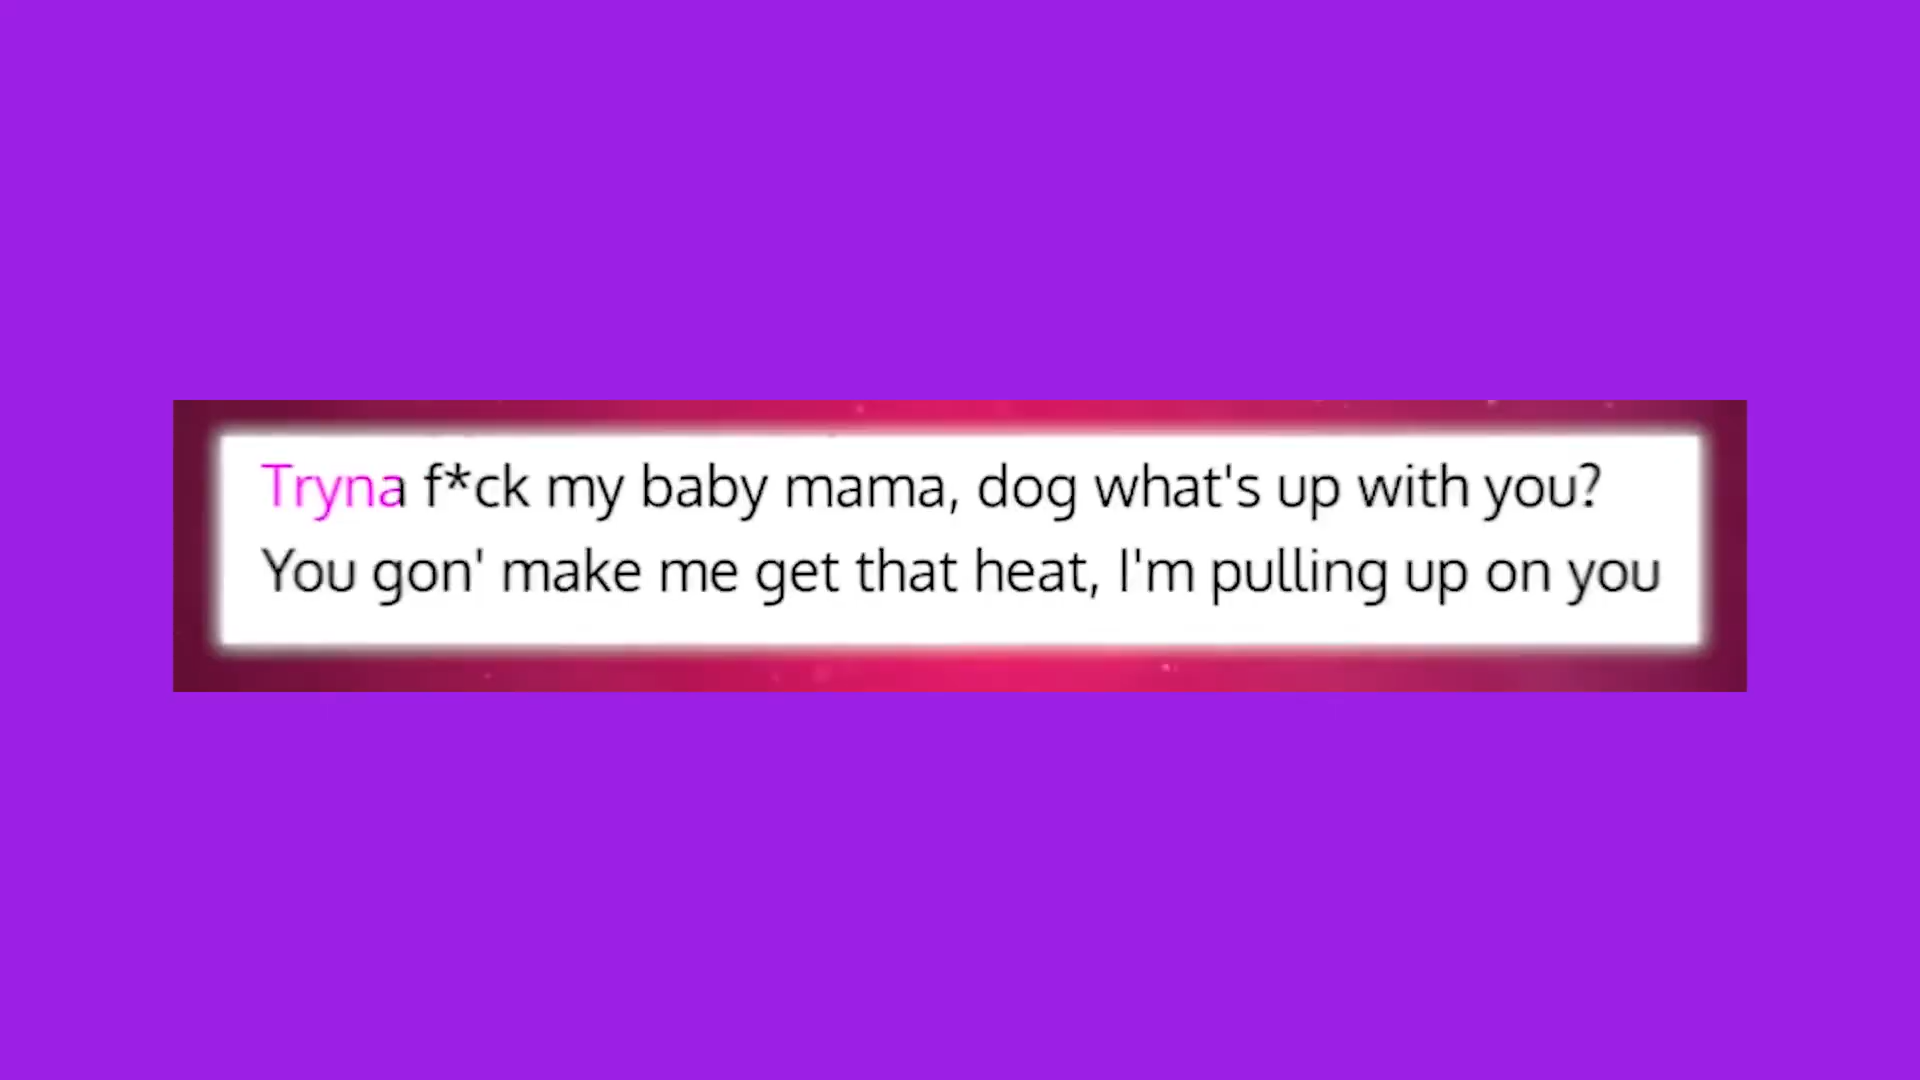 Tryna f*ck my baby mama, dog what's up with you?
You gon' make me get that heat, I'm pulling up on you